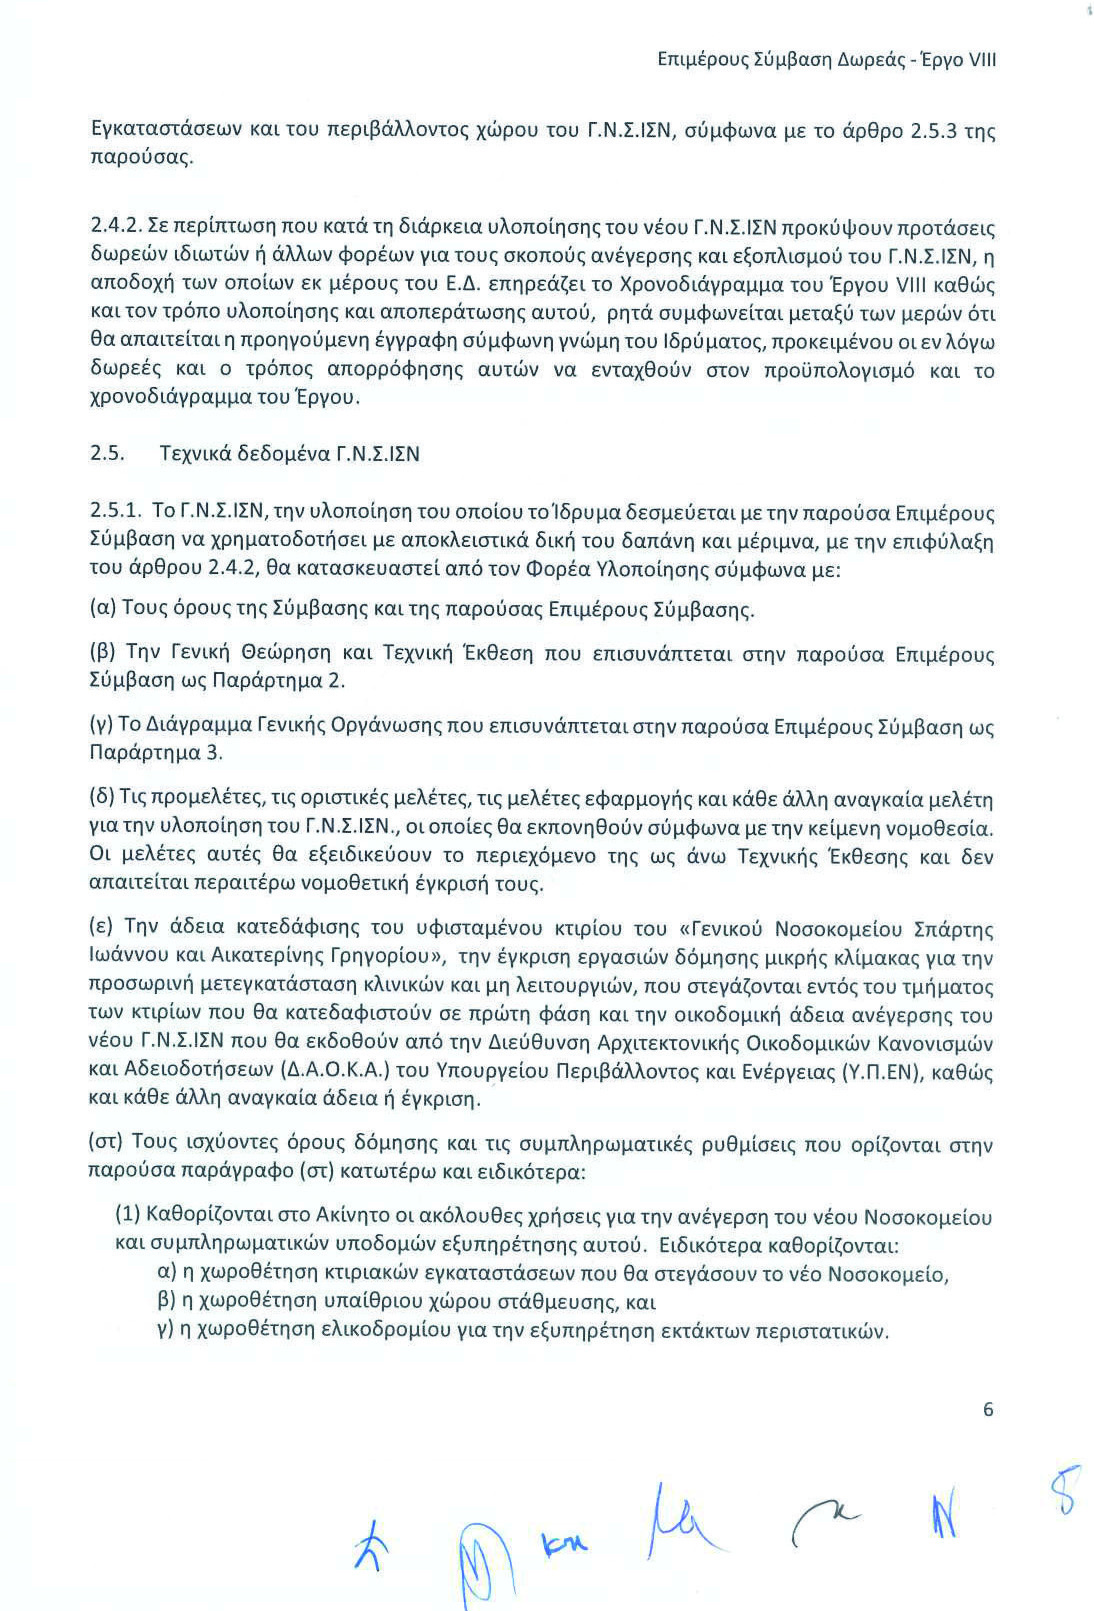 Επιμέρους Σύμβαση Δωρεάς - Έργο VIII
Εγκαταστάσεων και του περιβάλλοντος χώρου του Γ.Ν.Σ.ΙΣΝ, σύμφωνα με το άρθρο 2.5.3 της
παρούσας.
2.4.2. Σε περίπτωση που κατά τη διάρκεια υλοποίησης του νέου Γ.Ν.Σ.ΙΣΝ προκύψουν προτάσεις
δωρεών ιδιωτών ή άλλων φορέων για τους σκοπούς ανέγερσης και εξοπλισμού του Γ.Ν.Σ.ΙΣΝ, η
αποδοχή των οποίων εκ μέρους του Ε.Δ. επηρεάζει το Χρονοδιάγραμμα του Έργου VIII καθώς
και τον τρόπο υλοποίησης και αποπεράτωσης αυτού, ρητά συμφωνείται μεταξύ των μερών ότι
θα απαιτείται η προηγούμενη έγγραφη σύμφωνη γνώμη του Ιδρύματος, προκειμένου οι εν λόγω
δωρεές και ο τρόπος απορρόφησης αυτών να ενταχθούν στον προϋπολογισμό και το
χρονοδιάγραμμα του Έργου.
2.5. Τεχνικά δεδομένα Γ.Ν.Σ.ΙΣΝ
2.5.1. Το Γ.Ν.Σ.ΙΣΝ, την υλοποίηση του οποίου το Ίδρυμα δεσμεύεται με την παρούσα Επιμέρους
Σύμβαση να χρηματοδοτήσει με αποκλειστικά δική του δαπάνη και μέριμνα, με την επιφύλαξη
του άρθρου 2.4.2, θα κατασκευαστεί από τον Φορέα Υλοποίησης σύμφωνα με:
(α) Τους όρους της Σύμβασης και της παρούσας Επιμέρους Σύμβασης.
(β) Την Γενική Θεώρηση και Τεχνική Έκθεση που επισυνάπτεται στην παρούσα Επιμέρους
Σύμβαση ως Παράρτημα 2.
(γ) Το Διάγραμμα Γενικής Οργάνωσης που επισυνάπτεται στην παρούσα Επιμέρους Σύμβαση ως
Παράρτημα 3.
(δ) Τις προμελέτες, τις οριστικές μελέτες, τις μελέτες εφαρμογής και κάθε άλλη αναγκαία μελέτη
για την υλοποίηση του Γ.Ν.Σ.ΙΣΝ., οι οποίες θα εκπονηθούν σύμφωνα με την κείμενη νομοθεσία.
Οι μελέτες αυτές θα εξειδικεύουν το περιεχόμενο της ως άνω Τεχνικής Έκθεσης και δεν
απαιτείται περαιτέρω νομοθετική έγκρισή τους.
(ε) Την άδεια κατεδάφισης του υφισταμένου κτιρίου του «Γενικού Νοσοκομείου Σπάρτης
Ιωάννου και Αικατερίνης Γρηγορίου», την έγκριση εργασιών δόμησης μικρής κλίμακας για την
προσωρινή μετεγκατάσταση κλινικών και μη λειτουργιών, που στεγάζονται εντός του τμήματος
των κτιρίων που θα κατεδαφιστούν σε πρώτη φάση και την οικοδομική άδεια ανέγερσης του
νέου Γ.Ν.Σ.ΙΣΝ που θα εκδοθούν από την Διεύθυνση Αρχιτεκτονικής Οικοδομικών Κανονισμών
και Αδειοδοτήσεων (Δ.Α.Ο.Κ.Α.) του Υπουργείου Περιβάλλοντος και Ενέργειας (Υ.Π.ΕΝ), καθώς
και κάθε άλλη αναγκαία άδεια ή έγκριση.
(στ) Τους ισχύοντες όρους δόμησης και τις συμπληρωματικές ρυθμίσεις που ορίζονται στην
παρούσα παράγραφο (στ) κατωτέρω και ειδικότερα:
(1) Καθορίζονται στο Ακίνητο οι ακόλουθες χρήσεις για την ανέγερση του νέου Νοσοκομείου
και συμπληρωματικών υποδομών εξυπηρέτησης αυτού. Ειδικότερα καθορίζονται:
α) η χωροθέτηση κτιριακών εγκαταστάσεων που θα στεγάσουν το νέο Νοσοκομείο,
β) η χωροθέτηση υπαίθριου χώρου στάθμευσης, και
γ) η χωροθέτηση ελικοδρομίου για την εξυπηρέτηση εκτάκτων περιστατικών.
6